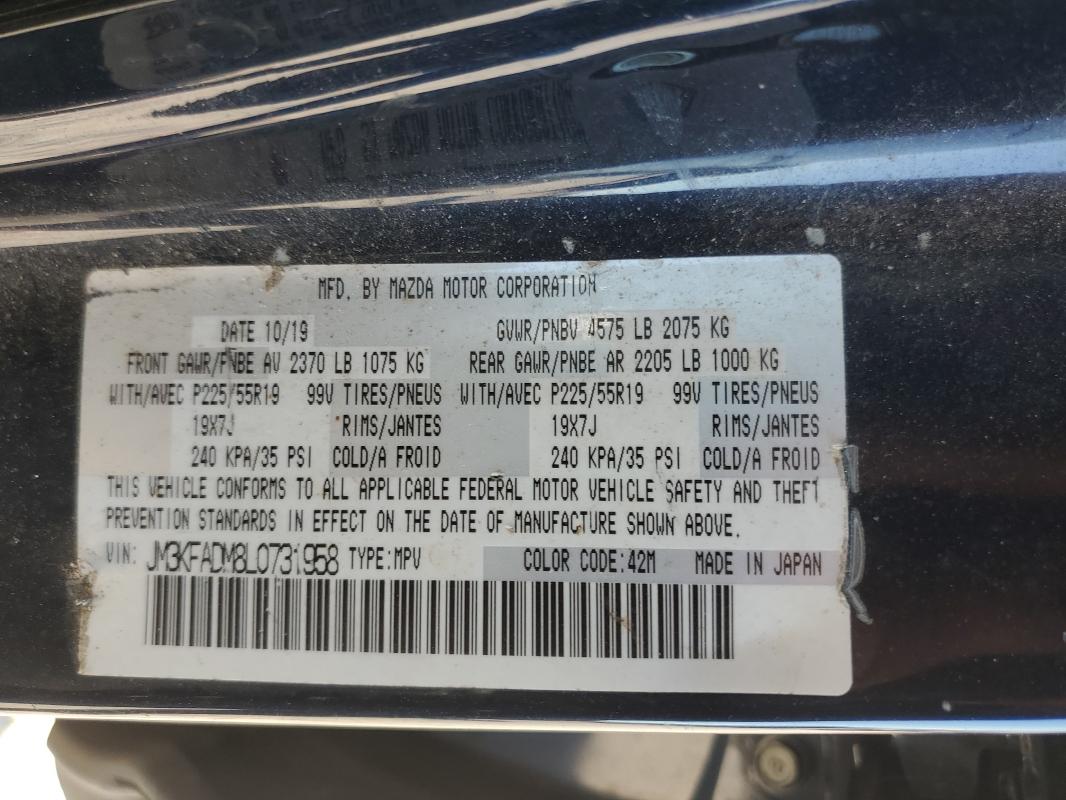 MFD. BY MAZDA MOTOR CORPORATION
DATE 10/19 GVWR/PNBV 4575 LB 2075 KG
FRONT GAWR/PNBE AV 2370 LB 1075 KG REAR GAWR/PNBE AR 2205 LB 1000 KG
WITH/AVEC P225/55R19 99V TIRES/PNEUS WITH/AVEC P225/55R19 99V TIRES/PNEUS
19X7J RIMS/JANTES 19X7J RIMS/JANTES
240 KPA/35 PSI COLD/A FROID 240 KPA/35 PSI COLD/A FROID
THIS VEHICLE CONFORMS TO ALL APPLICABLE FEDERAL MOTOR VEHICLE SAFETY AND THEFT
PREVENTION STANDARDS IN EFFECT ON THE DATE OF MANUFACTURE SHOWN ABOVE.
VIN: JM3KFADM8L0731958 TYPE:MPV COLOR CODE:42M MADE IN JAPAN